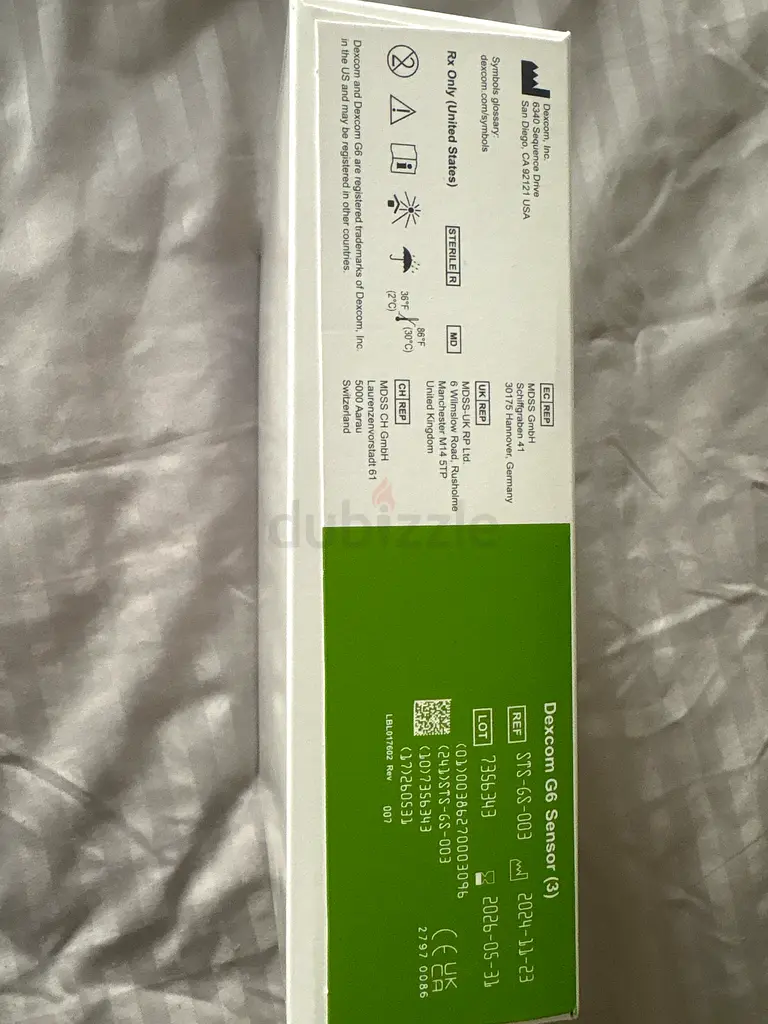 Dexcom, Inc.
6340 Sequence Drive
San Diego, CA 92121 USA
Symbols glossary:
dexcom.com/symbols
Rx Only (United States)
STERILE R
MD
2
i
36°F
(2°C)
86°F
(30°C)
Dexcom and Dexcom G6 are registered trademarks of Dexcom, Inc.
in the US and may be registered in other countries.
EC REP
MDSS GmbH
Schiffgraben 41
30175 Hannover, Germany
UK REP
MDSS-UK RP Ltd.
6 Wilmslow Road, Rusholme
Manchester M14 5TP
United Kingdom
CH REP
MDSS CH GmbH
Laurenzenvorstadt 61
5000 Aarau
Switzerland
dubizzle
Dexcom G6 Sensor (3)
REF STS-GS-003 2024-11-23
LOT 7356343 2026-05-31
(01)00386270003096
(241)STS-GS-003
(10)7356343
(17)260531
CE UK
CA
2797 0086
LBL017602 Rev 007